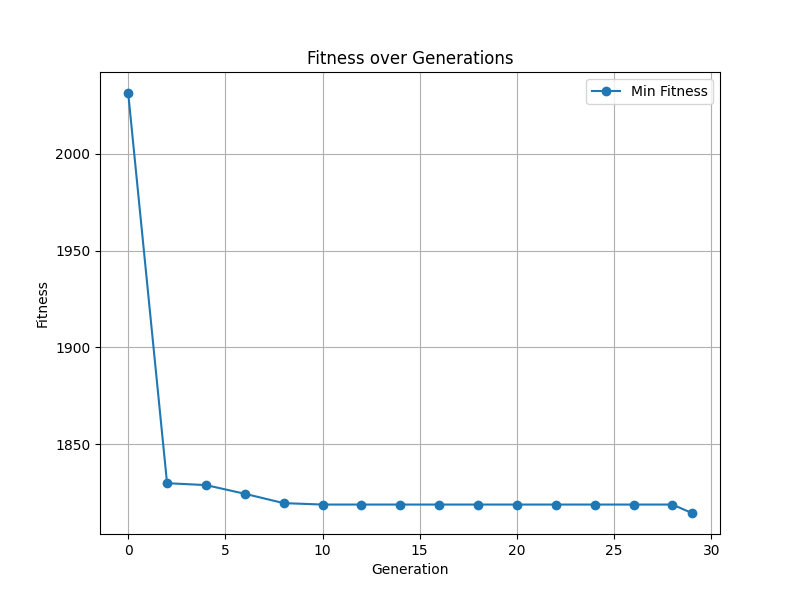 Fitness over Generations
Min Fitness
Fitness
2000
1950
1900
1850
0 5 10 15 20 25 30
Generation